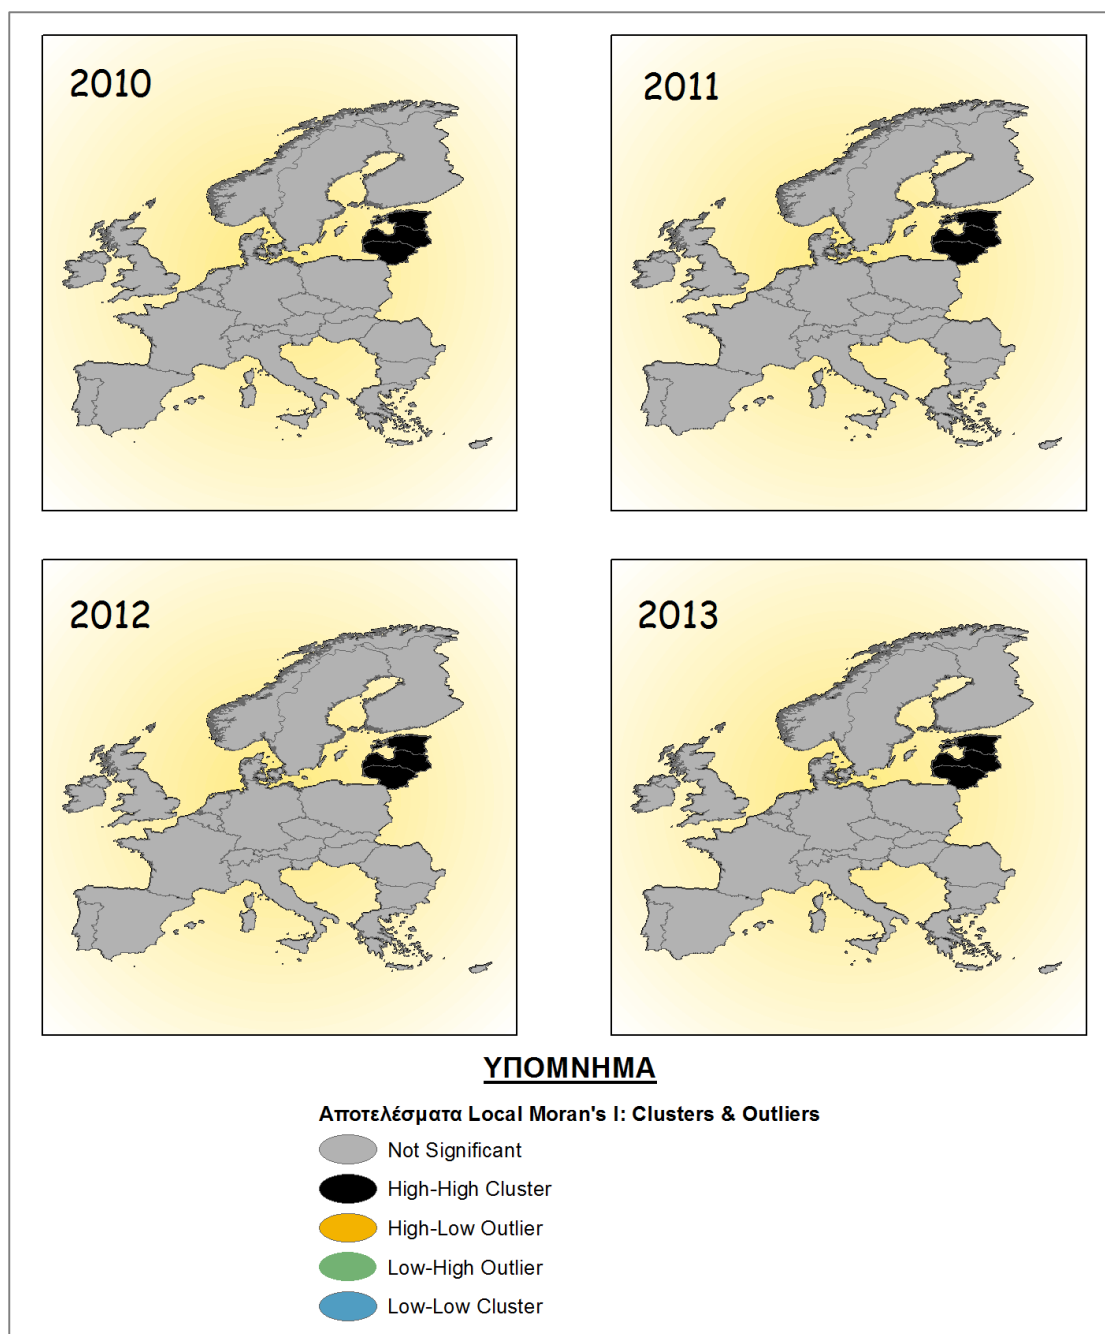 2010
2011
2012
2013
ΥΠΟΜΝΗΜΑ
Αποτελέσματα Local Moran's I: Clusters & Outliers
Not Significant
High-High Cluster
High-Low Outlier
Low-High Outlier
Low-Low Cluster